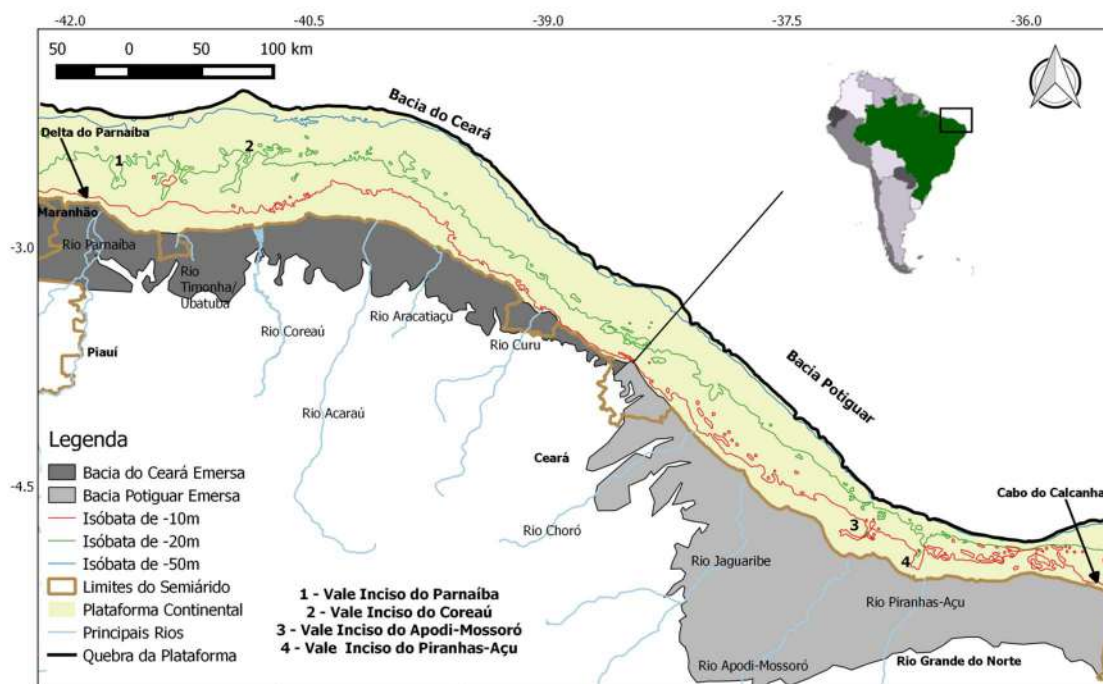 -42.0
-40.5
-39.0
-37.5
-36.0
50 0 50 100 km
Bacia do Ceará
Delta do Parnaíba
1
2
Maranhão
-3.0
Rio Parnaíba
Rio
Timonha/
Ubatuba
Rio Coreaú
Rio Aracatiaçu
Rio Curu
Piauí
Rio Acaraú
Bacia Potiguar
Ceará
-4.5
Rio Choró
Rio Jaguaribe
3
4
Cabo do Calcanha
Rio Piranhas-Açu
Rio Apodi-Mossoró
Rio Grande do Norte
Legenda
Bacia do Ceará Emersa
Bacia Potiguar Emersa
Isóbata de -10m
Isóbata de -20m
Isóbata de -50m
Limites do Semiárido
Plataforma Continental
Principais Rios
Quebra da Plataforma
1 - Vale Inciso do Parnaíba
2 - Vale Inciso do Coreaú
3 - Vale Inciso do Apodi-Mossoró
4 - Vale Inciso do Piranhas-Açu